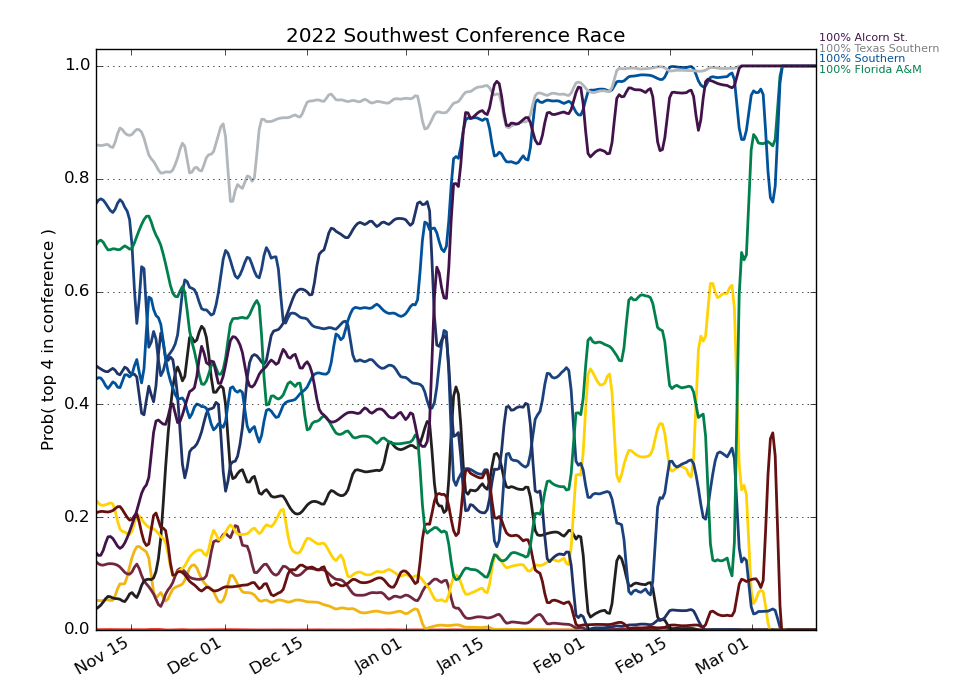 2022 Southwest Conference Race
100% Alcorn St.
100% Texas Southern
100% Southern
100% Florida A&M
Prob( top 4 in conference )
1.0
0.8
0.6
0.4
0.2
0.0
Nov 15
Dec 01
Dec 15
Jan 01
Jan 15
Feb 01
Feb 15
Mar 01